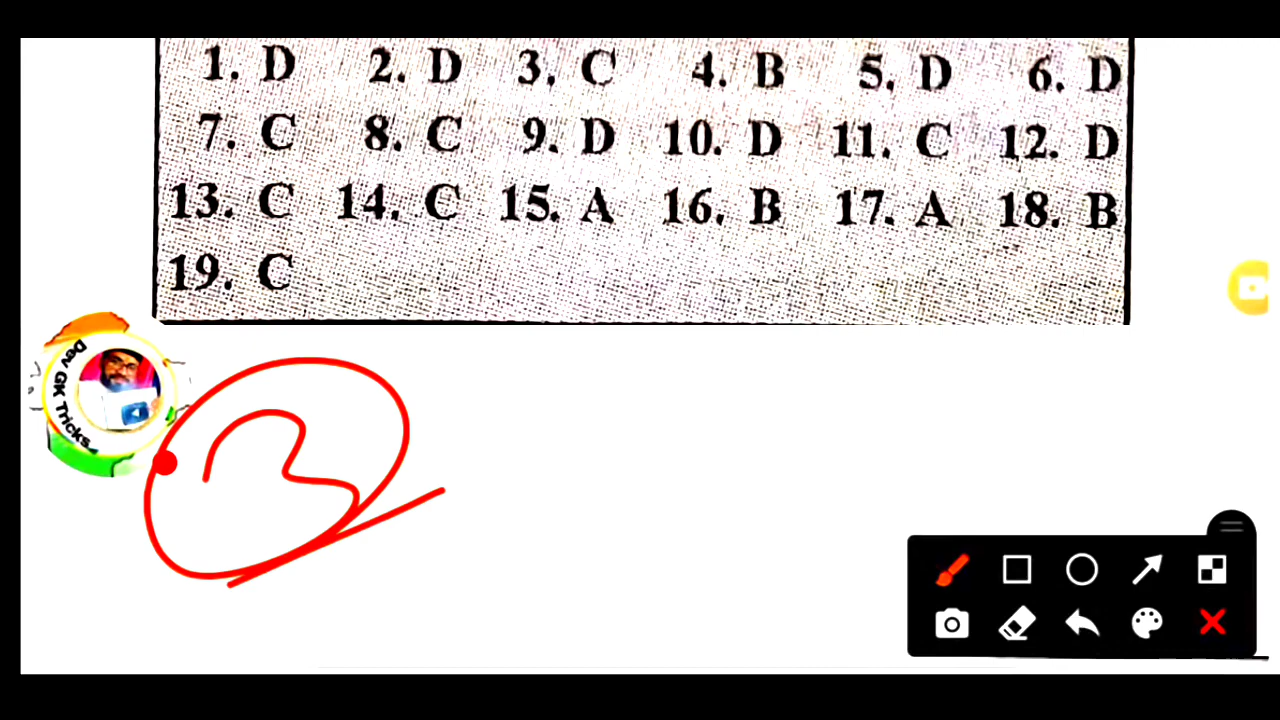 1. D 2. D 3. C 4. B 5. D 6. D
7. C 8. C 9. D 10. D 11. C 12. D
13. C 14. C 15. A 16. B 17. A 18. B
19. C
Dev GK Tricks
3